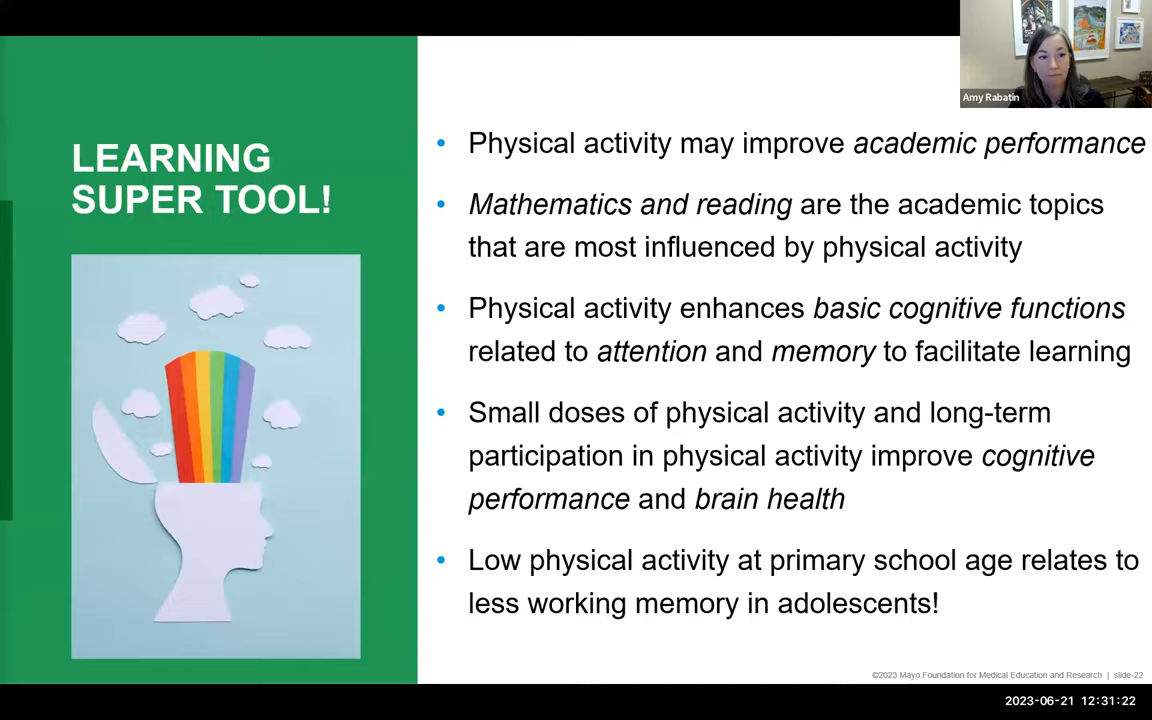 Amy Rabatin
LEARNING
SUPER TOOL!
• Physical activity may improve academic performance
• Mathematics and reading are the academic topics
that are most influenced by physical activity
• Physical activity enhances basic cognitive functions
related to attention and memory to facilitate learning
• Small doses of physical activity and long-term
participation in physical activity improve cognitive
performance and brain health
• Low physical activity at primary school age relates to
less working memory in adolescents!
©2023 Mayo Foundation for Medical Education and Research | slide-22
2023-06-21 12:31:22